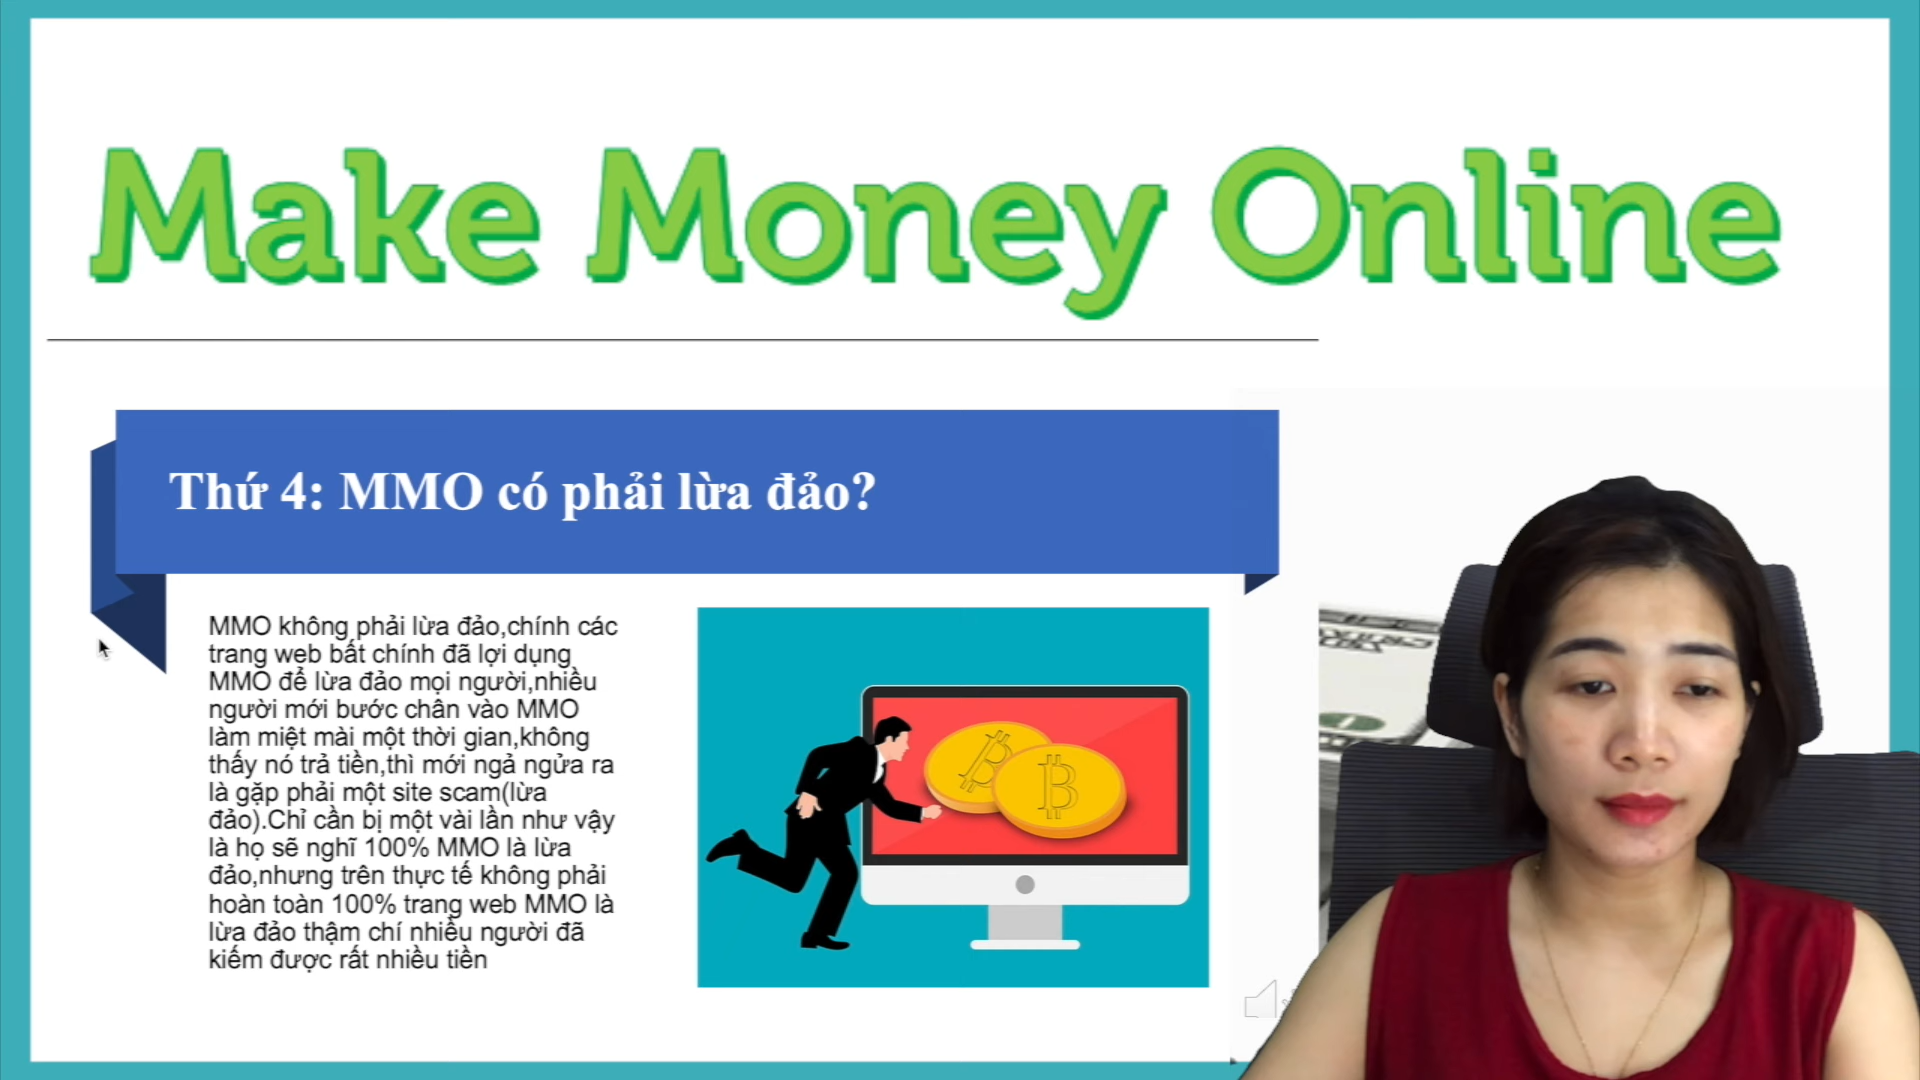 Make Money Online
Thứ 4: MMO có phải lừa đảo?
MMO không phải lừa đảo,chính các
trang web bất chính đã lợi dụng
MMO để lừa đảo mọi người,nhiều
người mới bước chân vào MMO
làm miệt mài một thời gian,không
thấy nó trả tiền,thì mới ngả ngửa ra
là gặp phải một site scam(lừa
đảo).Chỉ cần bị một vài lần như vậy
là họ sẽ nghĩ 100% MMO là lừa
đảo,nhưng trên thực tế không phải
hoàn toàn 100% trang web MMO là
lừa đảo thậm chí nhiều người đã
kiếm được rất nhiều tiền